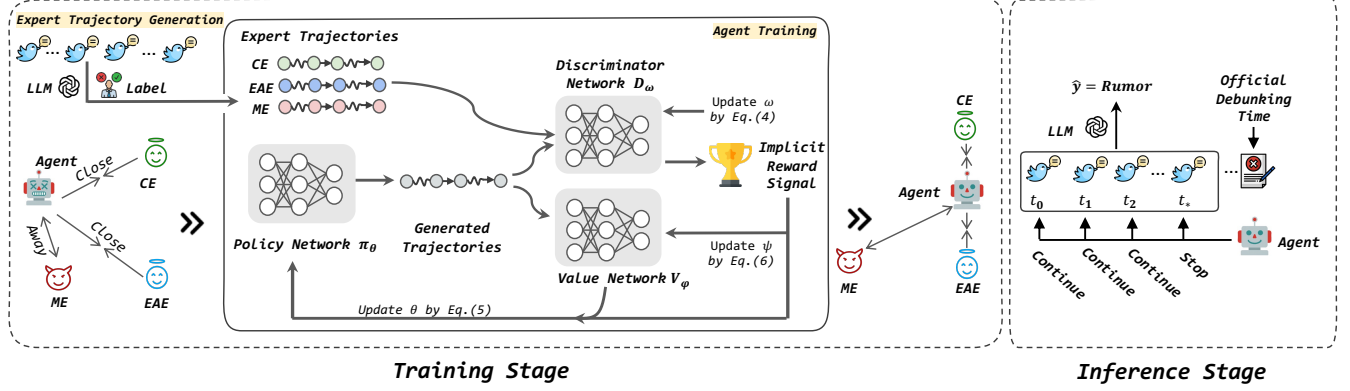 Expert Trajectory Generation
... ... ...
LLM
Label
Agent
Close
CE
Away
Close
ME
EAE
Expert Trajectories
CE
EAE
ME
Agent Training
Discriminator
Network D_ω
Update ω
by Eq.(4)
Implicit
Reward
Signal
Policy Network π_θ
Generated
Trajectories
Value Network V_φ
Update ψ
by Eq.(6)
Update θ by Eq.(5)
CE
Agent
ME
EAE
Training Stage
ŷ = Rumor
LLM
Official
Debunking
Time
... ...
t_0 t_1 t_2 t_*
Agent
Continue
Continue
Continue
Stop
Inference Stage